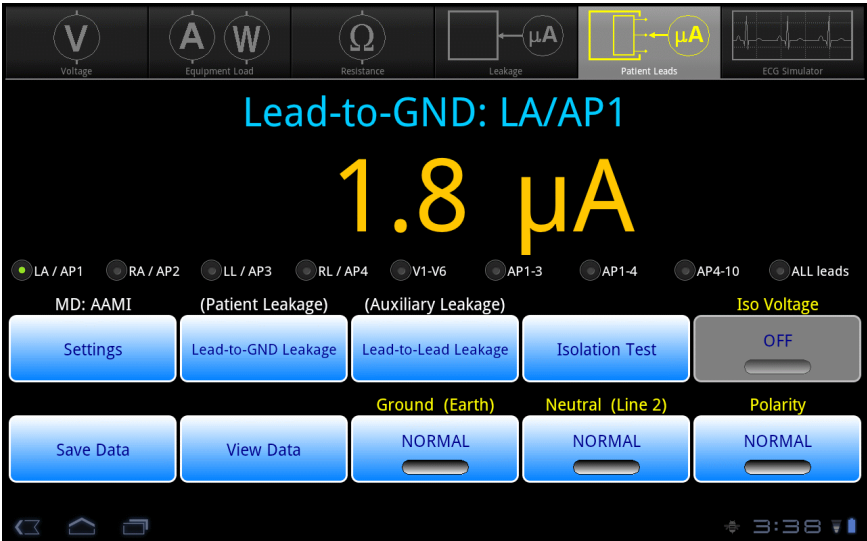 V A W Ω µA µA
Voltage Equipment Load Resistance Leakage Patient Leads ECG Simulator
Lead-to-GND: LA/AP1
1.8 µA
LA / AP1 RA / AP2 LL / AP3 RL / AP4 V1-V6 AP1-3 AP1-4 AP4-10 ALL leads
MD: AAMI (Patient Leakage) (Auxiliary Leakage) Iso Voltage
Settings Lead-to-GND Leakage Lead-to-Lead Leakage Isolation Test OFF
Ground (Earth) Neutral (Line 2) Polarity
Save Data View Data NORMAL NORMAL NORMAL
3:38